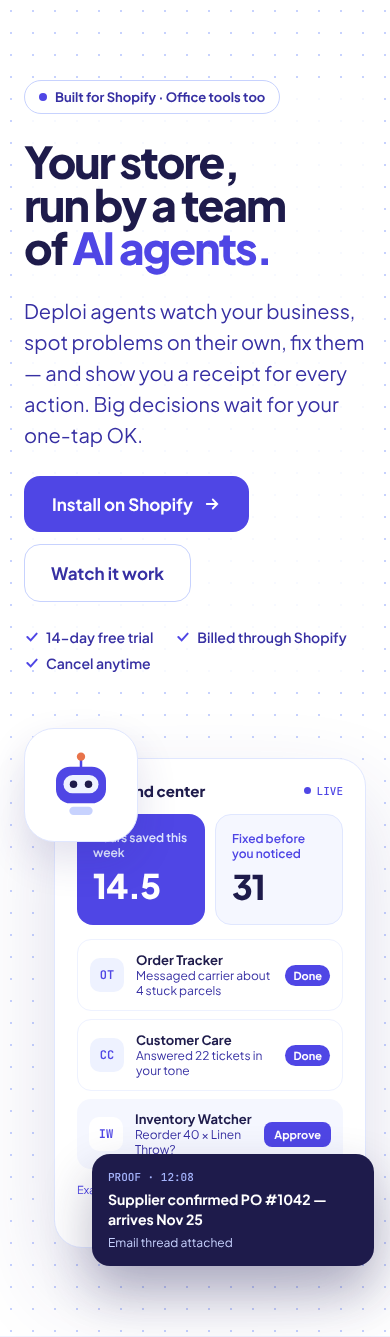 Built for Shopify · Office tools too
Your store,
run by a team
of AI agents.
Deploi agents watch your business,
spot problems on their own, fix them
— and show you a receipt for every
action. Big decisions wait for your
one-tap OK.
Install on Shopify →
Watch it work
14-day free trial
Billed through Shopify
Cancel anytime
center
LIVE
saved this
week
14.5
Fixed before
you noticed
31
OT
Order Tracker
Messaged carrier about
4 stuck parcels
Done
CC
Customer Care
Answered 22 tickets in
your tone
Done
IW
Inventory Watcher
Reorder 40 × Linen
Throw?
Approve
PROOF · 12:08
Supplier confirmed PO #1042 —
arrives Nov 25
Email thread attached